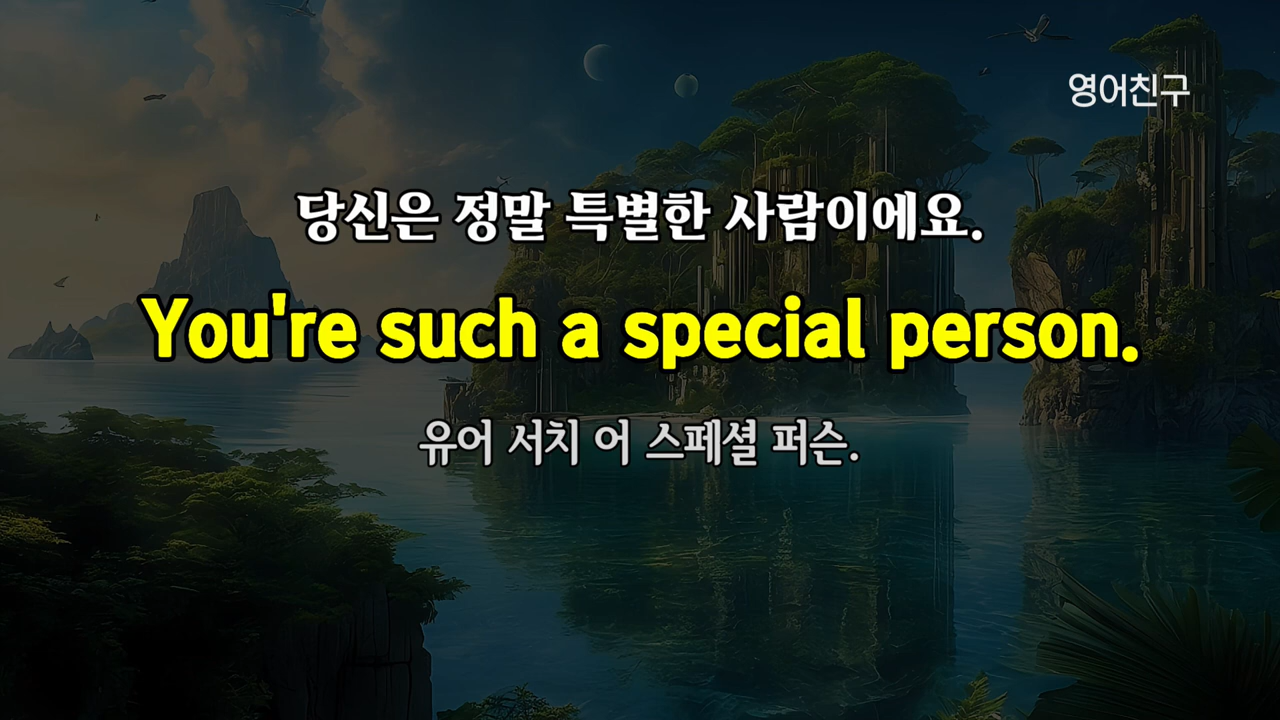 영어친구
당신은 정말 특별한 사람이에요.
You're such a special person.
유어 서치 어 스페셜 퍼슨.